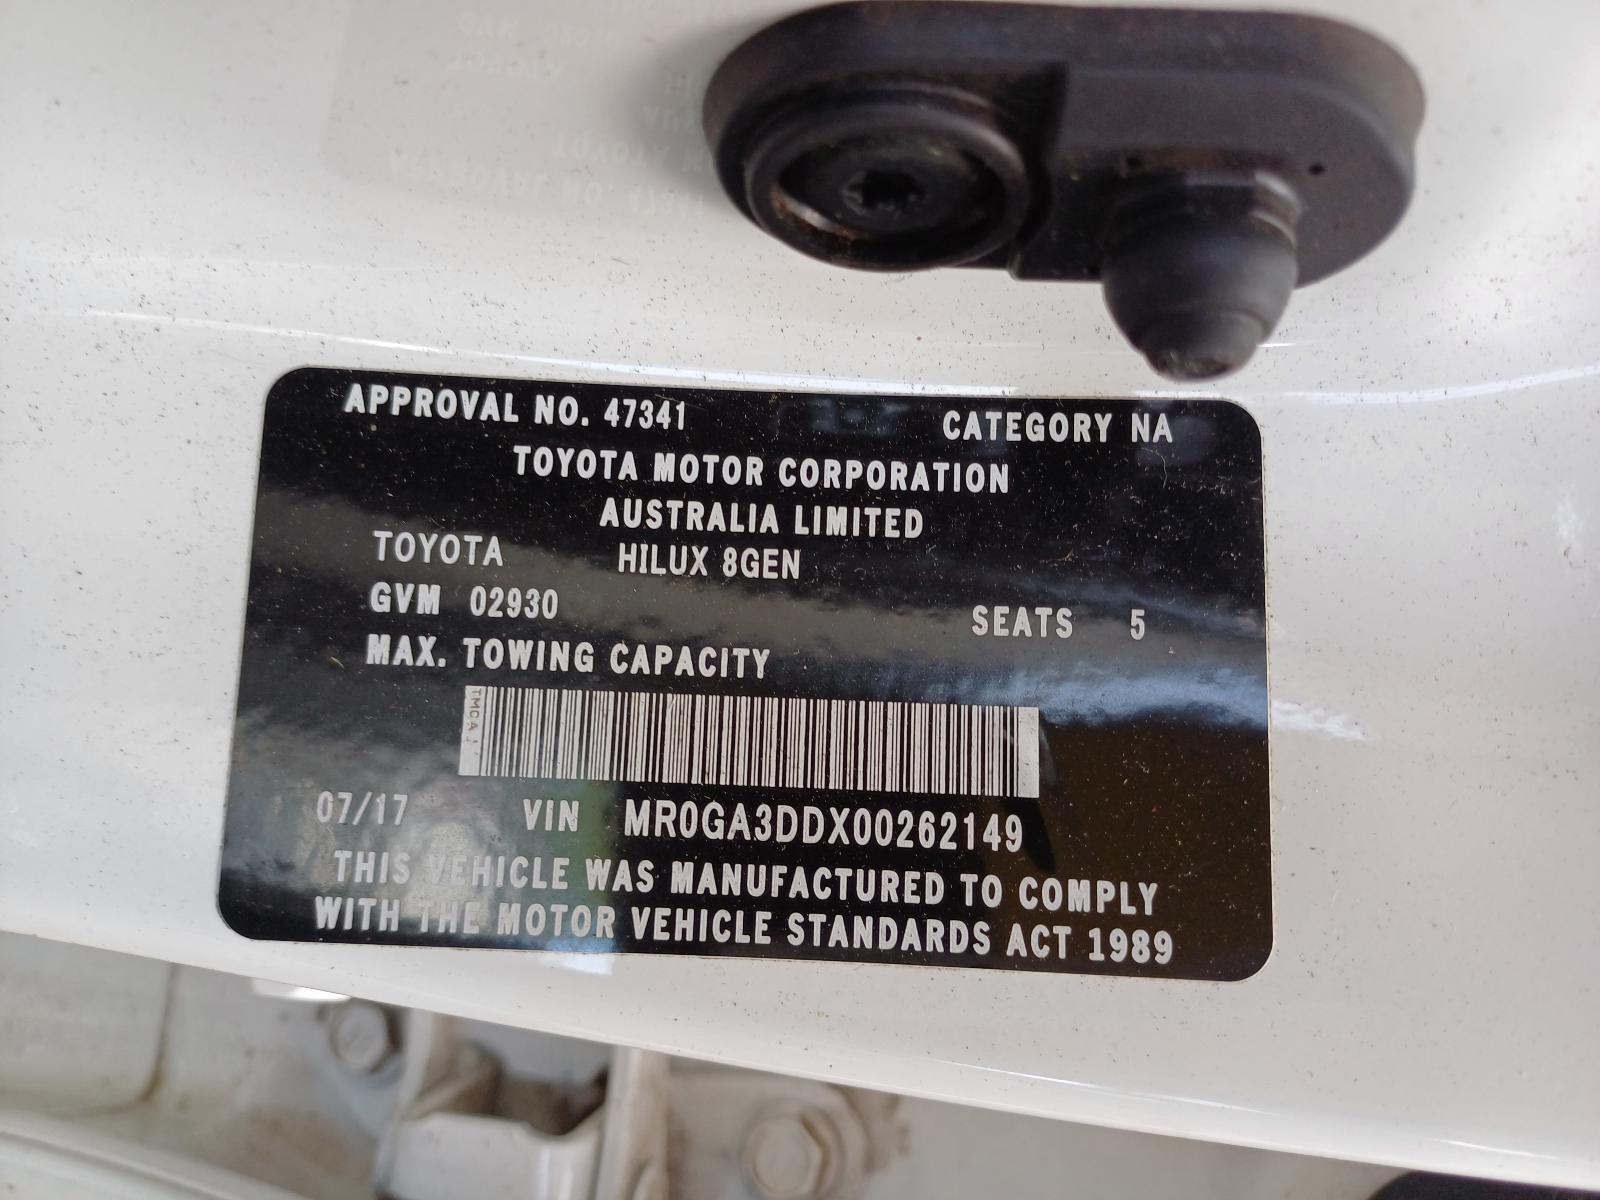 APPROVAL NO. 47341 CATEGORY NA
TOYOTA MOTOR CORPORATION
AUSTRALIA LIMITED
TOYOTA HILUX 8GEN
GVM 02930 SEATS 5
MAX. TOWING CAPACITY
TMCA
07/17 VIN MR0GA3DDX00262149
THIS VEHICLE WAS MANUFACTURED TO COMPLY
WITH THE MOTOR VEHICLE STANDARDS ACT 1989